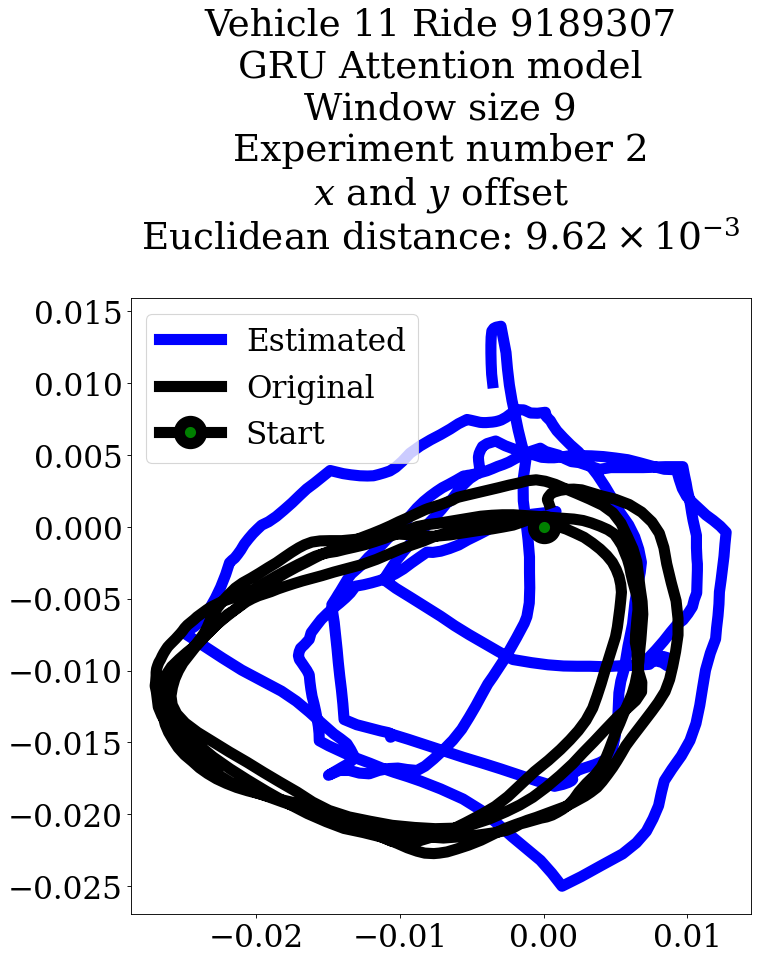 Vehicle 11 Ride 9189307
GRU Attention model
Window size 9
Experiment number 2
x and y offset
Euclidean distance: 9.62 × 10⁻³
0.015
0.010
0.005
0.000
−0.005
−0.010
−0.015
−0.020
−0.025
Estimated
Original
Start
−0.02 −0.01 0.00 0.01